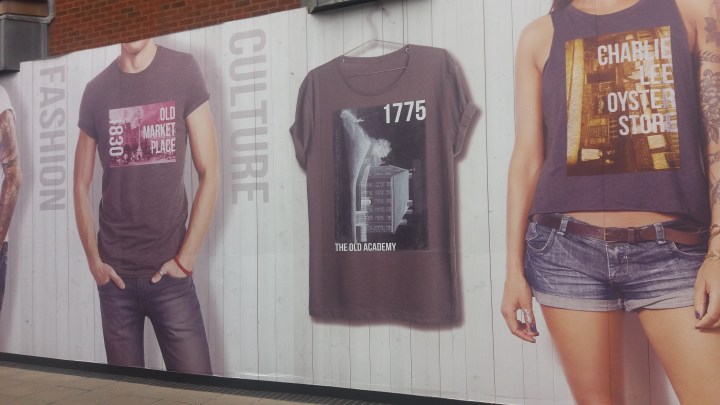 FASHION
1830
OLD
MARKET
PLACE
CULTURE
1775
THE OLD ACADEMY
CHARLIE
LEE
OYSTER
STORE